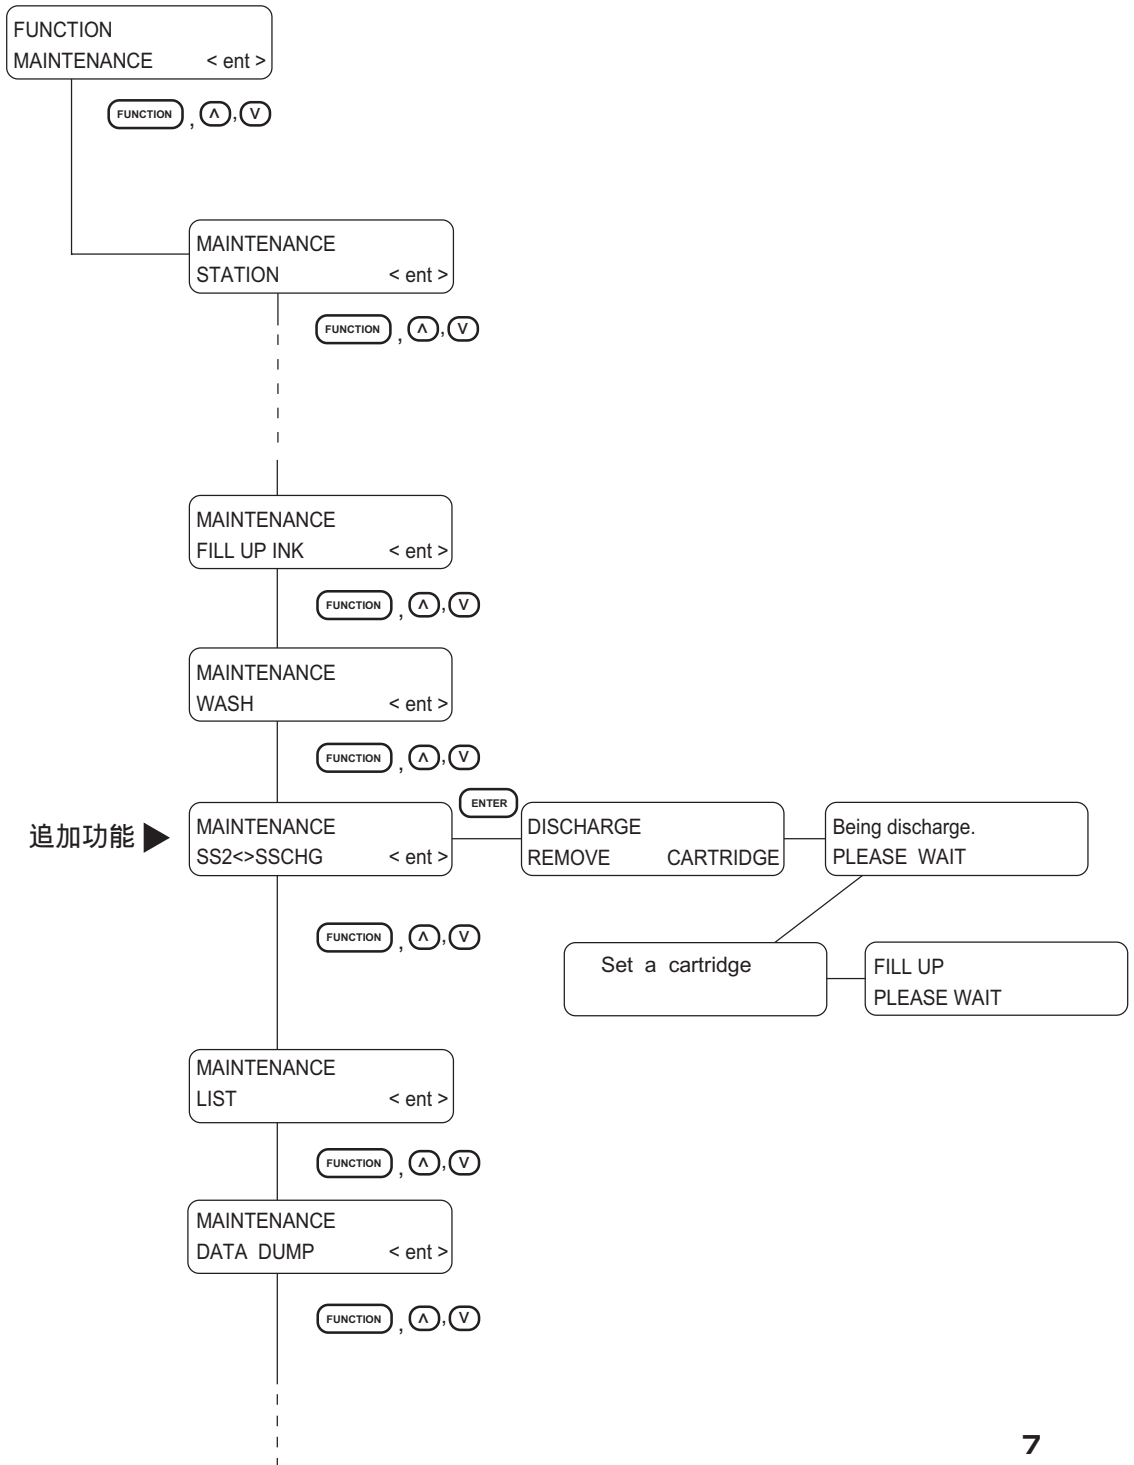 FUNCTION
MAINTENANCE < ent >
FUNCTION , ∧ , ∨
MAINTENANCE
STATION < ent >
FUNCTION , ∧ , ∨
MAINTENANCE
FILL UP INK < ent >
FUNCTION , ∧ , ∨
MAINTENANCE
WASH < ent >
FUNCTION , ∧ , ∨
追加功能
MAINTENANCE
SS2<>SSCHG < ent >
ENTER
DISCHARGE
REMOVE CARTRIDGE
Being discharge.
PLEASE WAIT
Set a cartridge
FILL UP
PLEASE WAIT
FUNCTION , ∧ , ∨
MAINTENANCE
LIST < ent >
FUNCTION , ∧ , ∨
MAINTENANCE
DATA DUMP < ent >
FUNCTION , ∧ , ∨
7